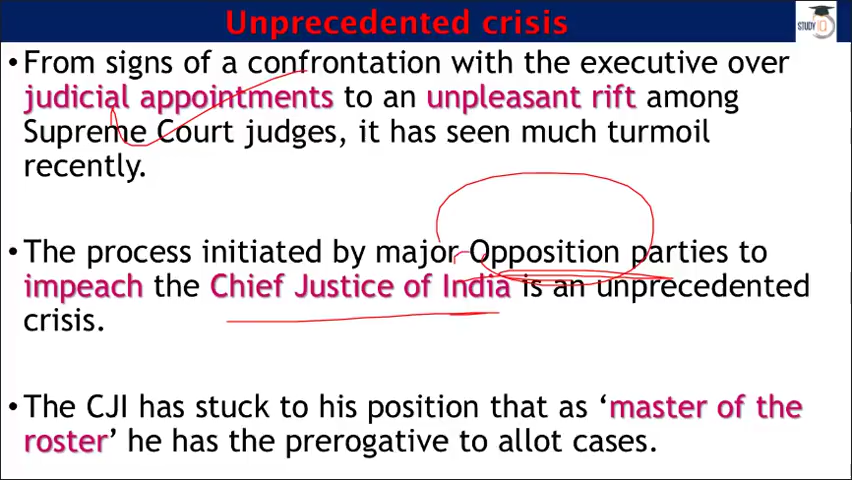 Unprecedented crisis
STUDY IQ
• From signs of a confrontation with the executive over
judicial appointments to an unpleasant rift among
Supreme Court judges, it has seen much turmoil
recently.
• The process initiated by major Opposition parties to
impeach the Chief Justice of India is an unprecedented
crisis.
• The CJI has stuck to his position that as ‘master of the
roster’ he has the prerogative to allot cases.